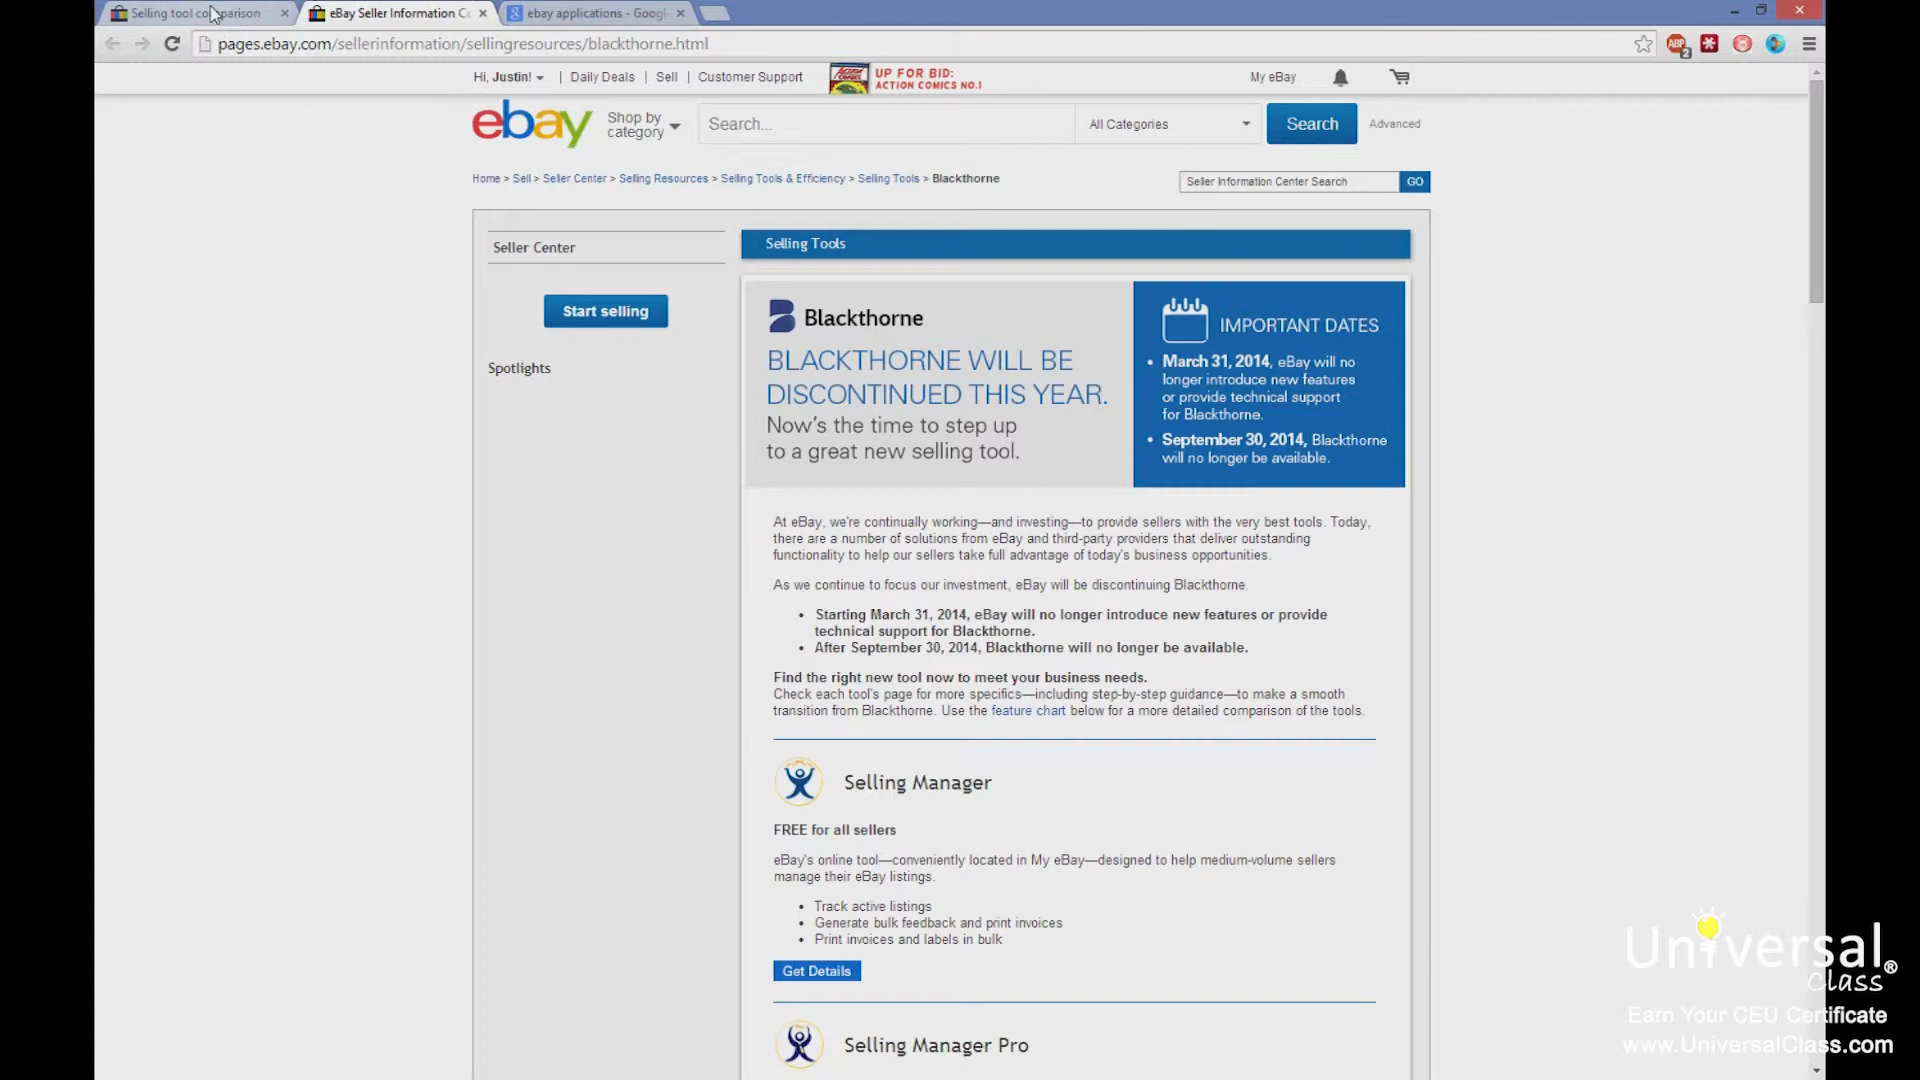 Selling tool comparison
eBay Seller Information C
ebay applications - Googl
pages.ebay.com/sellerinformation/sellingresources/blackthorne.html
ABP
2
Hi, Justin! | Daily Deals | Sell | Customer Support
ACTION COMICS
UP FOR BID:
ACTION COMICS NO.1
My eBay
ebay
Shop by
category
Search...
All Categories
Search
Advanced
Home > Sell > Seller Center > Selling Resources > Selling Tools & Efficiency > Selling Tools > Blackthorne
Seller Information Center Search
GO
Seller Center
Start selling
Spotlights
Selling Tools
Blackthorne
BLACKTHORNE WILL BE
DISCONTINUED THIS YEAR.
Now's the time to step up
to a great new selling tool.
IMPORTANT DATES
• March 31, 2014, eBay will no
longer introduce new features
or provide technical support
for Blackthorne.
• September 30, 2014, Blackthorne
will no longer be available.
At eBay, we're continually working—and investing—to provide sellers with the very best tools. Today,
there are a number of solutions from eBay and third-party providers that deliver outstanding
functionality to help our sellers take full advantage of today's business opportunities.
As we continue to focus our investment, eBay will be discontinuing Blackthorne.
• Starting March 31, 2014, eBay will no longer introduce new features or provide
technical support for Blackthorne.
• After September 30, 2014, Blackthorne will no longer be available.
Find the right new tool now to meet your business needs.
Check each tool's page for more specifics—including step-by-step guidance—to make a smooth
transition from Blackthorne. Use the feature chart below for a more detailed comparison of the tools.
Selling Manager
FREE for all sellers
eBay's online tool—conveniently located in My eBay—designed to help medium-volume sellers
manage their eBay listings.
• Track active listings
• Generate bulk feedback and print invoices
• Print invoices and labels in bulk
Get Details
Selling Manager Pro
Universal
Class®
Earn Your CEU Certificate
www.UniversalClass.com